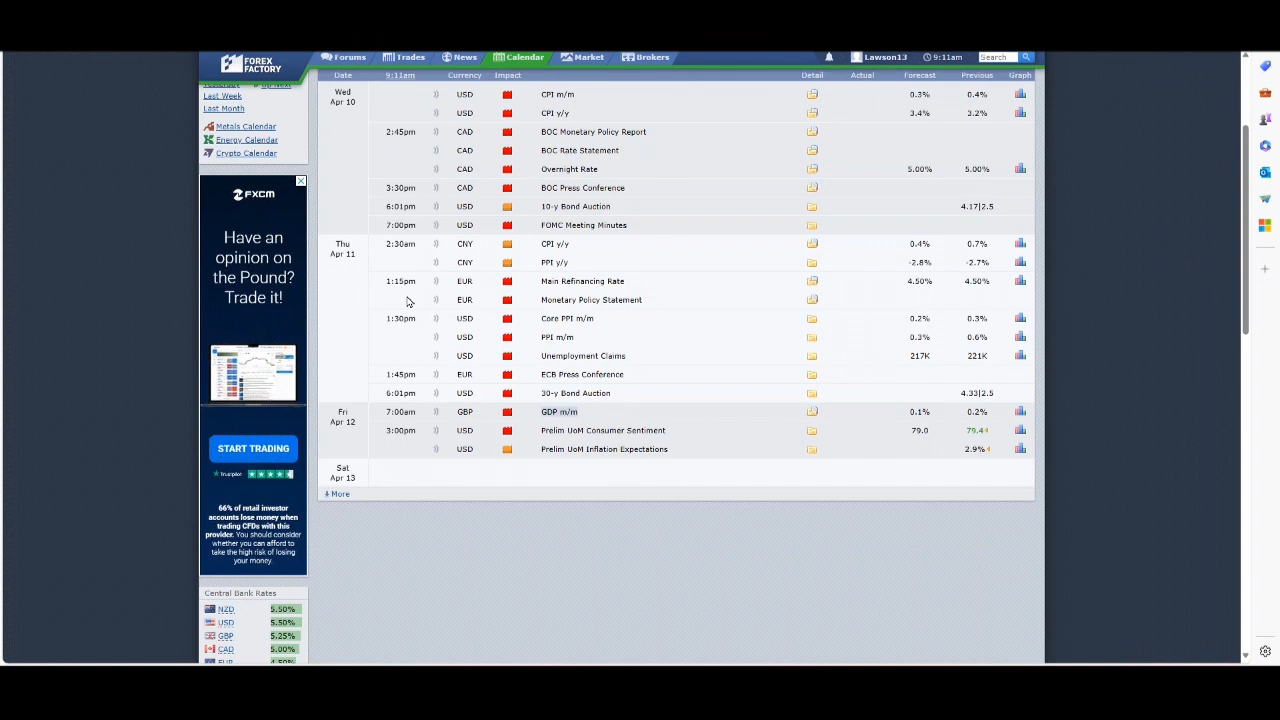 FOREX
FACTORY
Forums Trades News Calendar Market Brokers Lawson13 9:11am Search
Date 9:11am Currency Impact Detail Actual Forecast Previous Graph
Yesterday Up Next
Last Week
Last Month
Metals Calendar
Energy Calendar
Crypto Calendar
FXCM
Have an
opinion on
the Pound?
Trade it!
START TRADING
Trustpilot
66% of retail investor
accounts lose money when
trading CFDs with this
provider. You should consider
whether you can afford to
take the high risk of losing
your money.
Central Bank Rates
NZD 5.50%
USD 5.50%
GBP 5.25%
CAD 5.00%
EUR 4.50%
Wed
Apr 10
USD CPI m/m 0.3% 0.4%
USD CPI y/y 3.4% 3.2%
2:45pm CAD BOC Monetary Policy Report
CAD BOC Rate Statement
CAD Overnight Rate 5.00% 5.00%
3:30pm CAD BOC Press Conference
6:01pm USD 10-y Bond Auction 4.17|2.5
7:00pm USD FOMC Meeting Minutes
Thu
Apr 11
2:30am CNY CPI y/y 0.4% 0.7%
CNY PPI y/y -2.8% -2.7%
1:15pm EUR Main Refinancing Rate 4.50% 4.50%
EUR Monetary Policy Statement
1:30pm USD Core PPI m/m 0.2% 0.3%
USD PPI m/m 0.3% 0.6%
USD Unemployment Claims 217K 221K
1:45pm EUR ECB Press Conference
6:01pm USD 30-y Bond Auction 4.33|2.5
Fri
Apr 12
7:00am GBP GDP m/m 0.1% 0.2%
3:00pm USD Prelim UoM Consumer Sentiment 79.0 79.4
USD Prelim UoM Inflation Expectations 2.9%
Sat
Apr 13
More